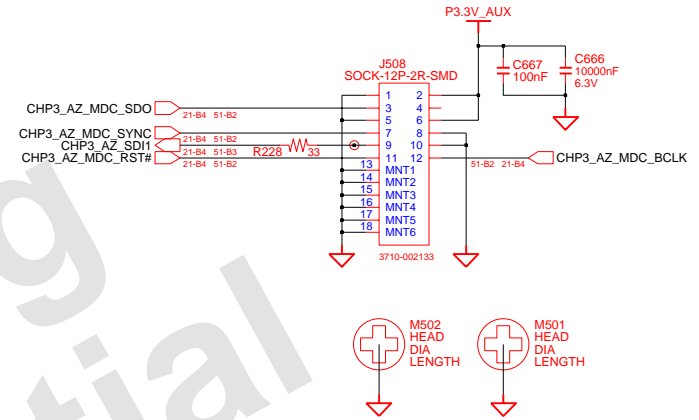 P3.3V_AUX
J508
SOCK-12P-2R-SMD
C667
100nF
C666
10000nF
6.3V
1 2
3 4
5 6
7 8
9 10
11 12
13 MNT1
14 MNT2
15 MNT3
16 MNT4
17 MNT5
18 MNT6
3710-002133
CHP3_AZ_MDC_SDO
21-B4 51-B2
CHP3_AZ_MDC_SYNC
21-B4 51-B2
CHP3_AZ_SDI1
21-B4 51-B3
R228 33
CHP3_AZ_MDC_RST#
21-B4 51-B2
51-B2 21-B4
CHP3_AZ_MDC_BCLK
M502
HEAD
DIA
LENGTH
M501
HEAD
DIA
LENGTH
g
tial